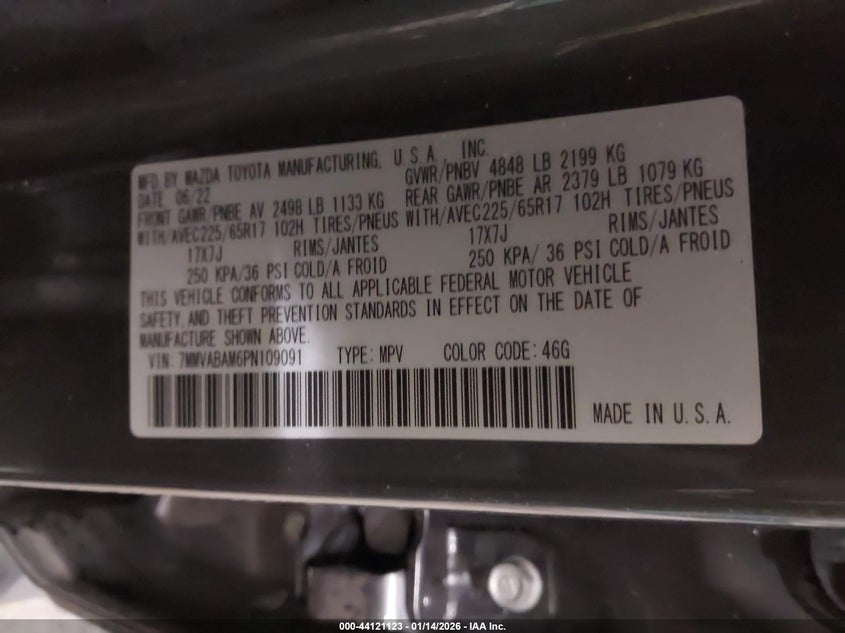 MFD. BY MAZDA TOYOTA MANUFACTURING, U.S.A., INC.
DATE 06/22 GVWR/PNBV 4848 LB 2199 KG
FRONT GAWR/PNBE AV 2498 LB 1133 KG REAR GAWR/PNBE AR 2379 LB 1079 KG
WITH/AVEC225/65R17 102H TIRES/PNEUS WITH/AVEC225/65R17 102H TIRES/PNEUS
17X7J RIMS/JANTES 17X7J RIMS/JANTES
250 KPA/36 PSI COLD/A FROID 250 KPA/ 36 PSI COLD/A FROID
THIS VEHICLE CONFORMS TO ALL APPLICABLE FEDERAL MOTOR VEHICLE
SAFETY, AND THEFT PREVENTION STANDARDS IN EFFECT ON THE DATE OF
MANUFACTURE SHOWN ABOVE.
VIN: 7MMVABAM6PN109091 TYPE: MPV COLOR CODE: 46G
MADE IN U.S.A.
000-44121123 - 01/14/2026 - IAA Inc.